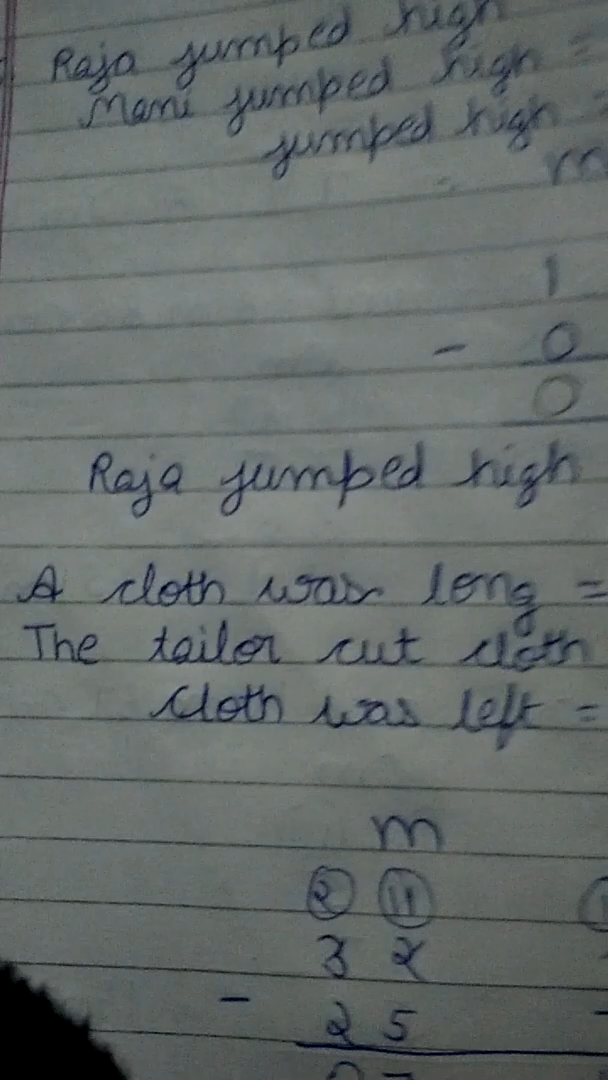 Raja jumped high
Mani jumped high =
jumped high =
m
1
- 0
0
Raja jumped high
A cloth was long =
The tailor cut cloth
cloth was left =
m
2 11
3 2
- 2 5